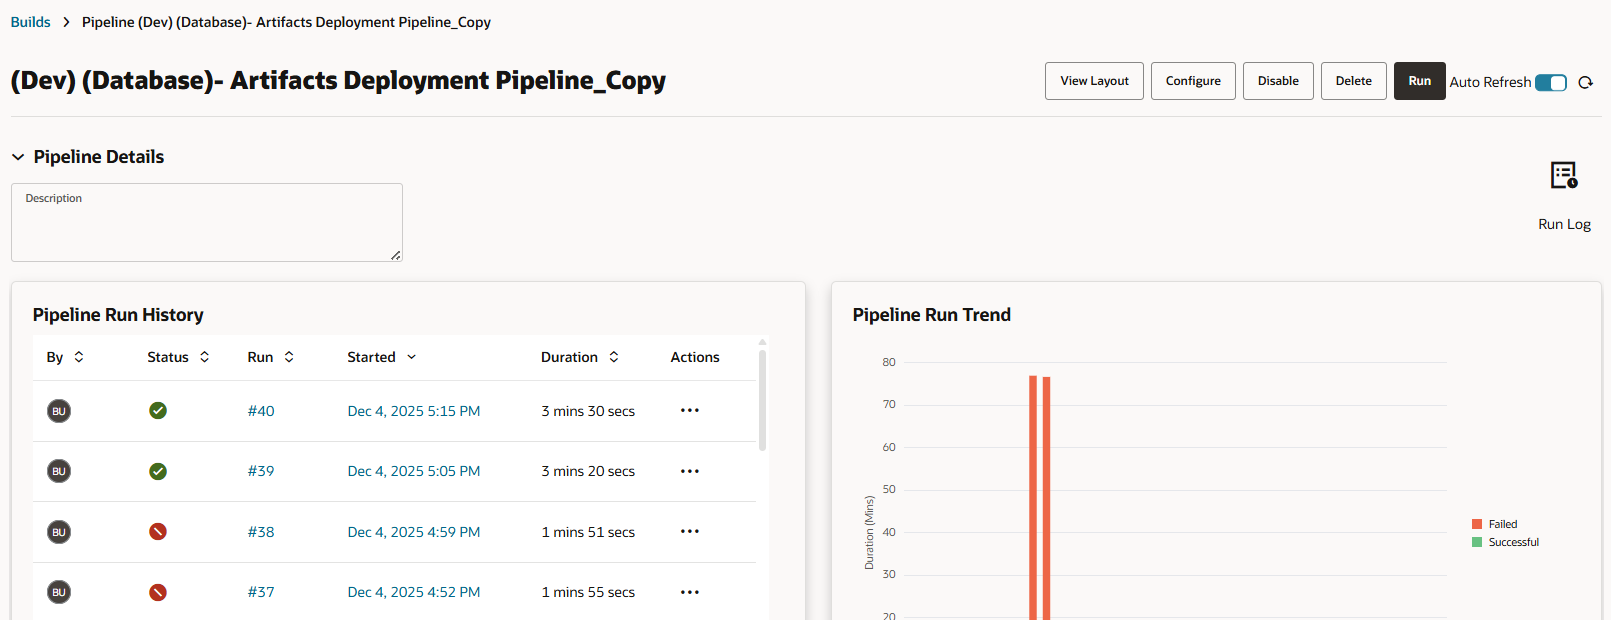 Builds > Pipeline (Dev) (Database)- Artifacts Deployment Pipeline_Copy
(Dev) (Database)- Artifacts Deployment Pipeline_Copy
View Layout Configure Disable Delete Run Auto Refresh
Pipeline Details
Description
Run Log
Pipeline Run History
By Status Run Started Duration Actions
BU #40 Dec 4, 2025 5:15 PM 3 mins 30 secs
BU #39 Dec 4, 2025 5:05 PM 3 mins 20 secs
BU #38 Dec 4, 2025 4:59 PM 1 mins 51 secs
BU #37 Dec 4, 2025 4:52 PM 1 mins 55 secs
Pipeline Run Trend
80
70
60
50
40
30
20
Duration (Mins)
Failed
Successful